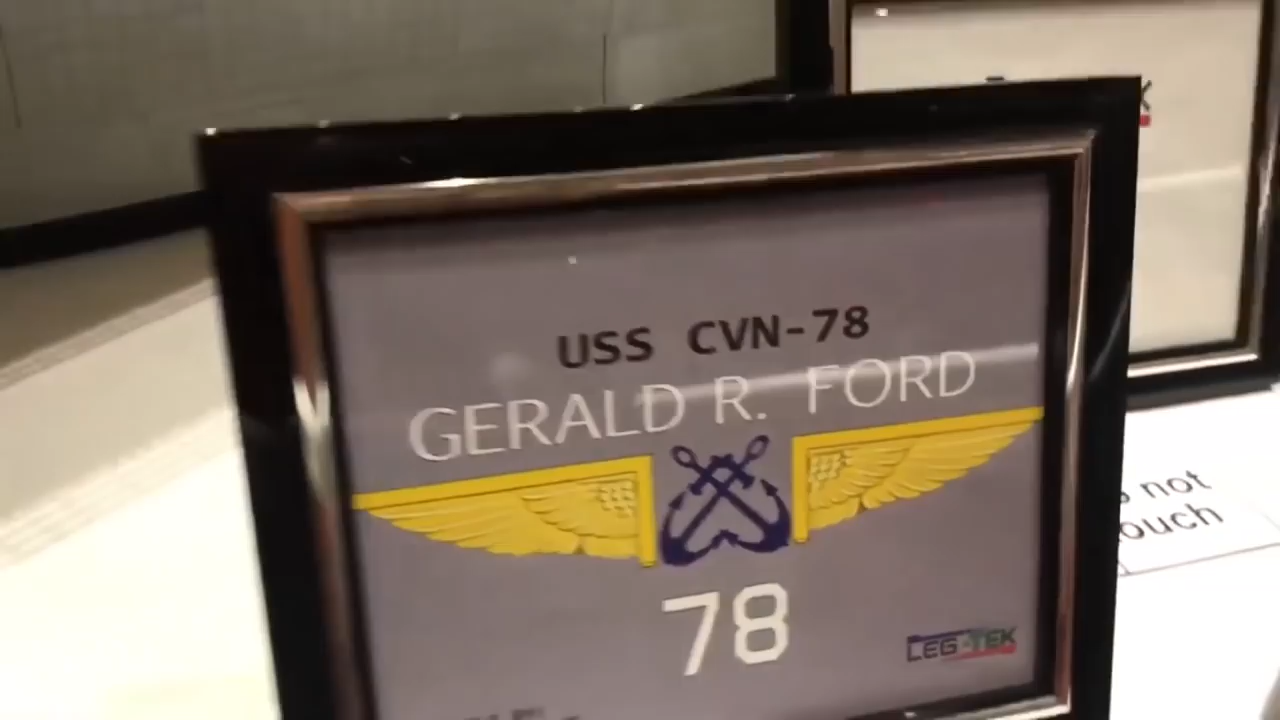 USS CVN-78
GERALD R. FORD
78
LEG-TEK
not
ouch